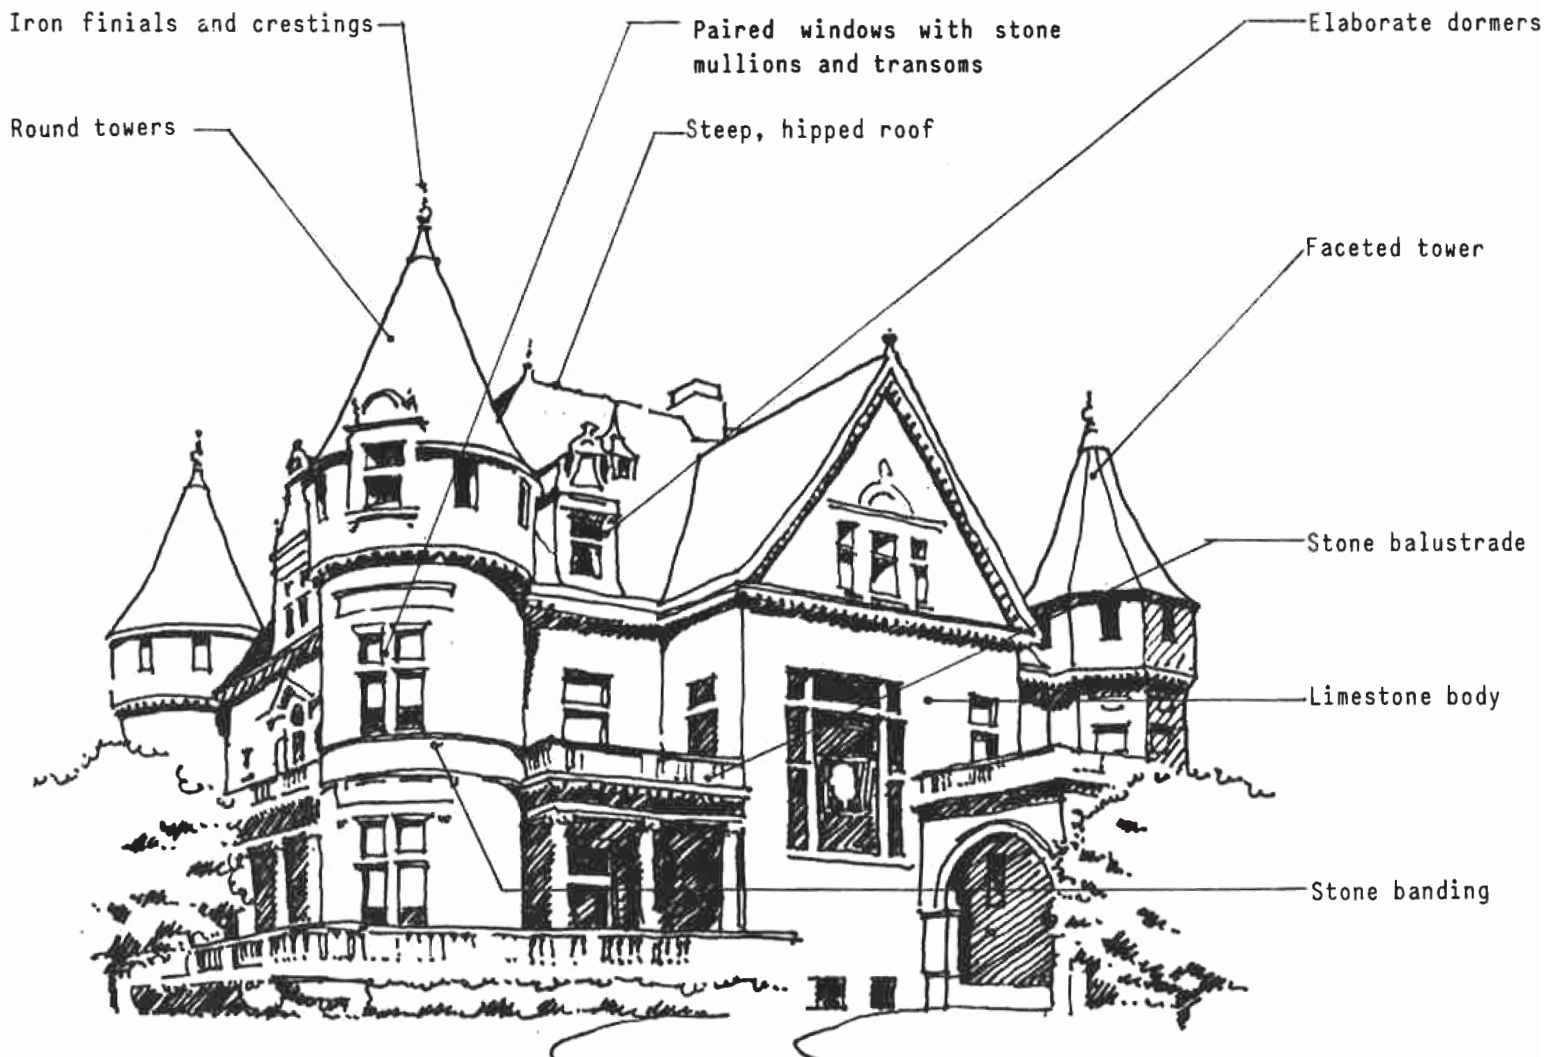 Iron finials and crestings
Paired windows with stone
mullions and transoms
Elaborate dormers
Round towers
Steep, hipped roof
Faceted tower
Stone balustrade
Limestone body
Stone banding